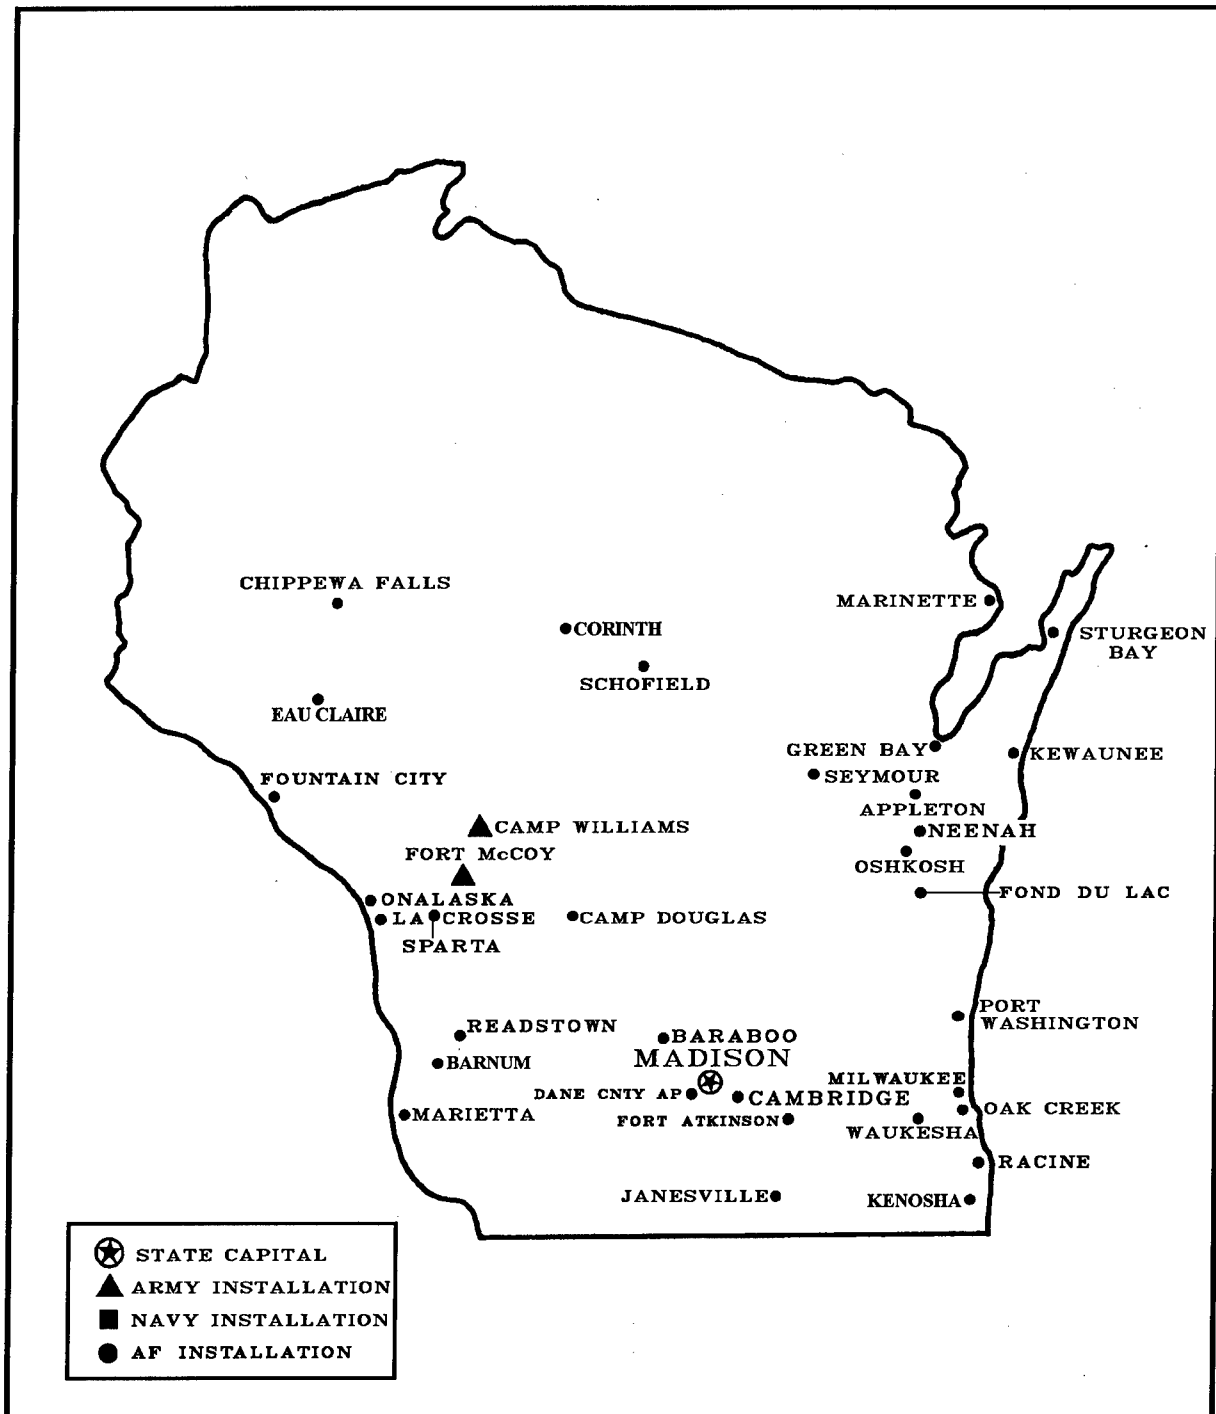 CHIPPEWA FALLS
MARINETTE
CORINTH
STURGEON
BAY
SCHOFIELD
EAU CLAIRE
GREEN BAY
KEWAUNEE
FOUNTAIN CITY
SEYMOUR
APPLETON
CAMP WILLIAMS
NEENAH
FORT McCOY
OSHKOSH
ONALASKA
FOND DU LAC
LA CROSSE
CAMP DOUGLAS
SPARTA
PORT
WASHINGTON
READSTOWN
BARABOO
MADISON
BARNUM
MILWAUKEE
DANE CNTY AP
CAMBRIDGE
OAK CREEK
MARIETTA
FORT ATKINSON
WAUKESHA
RACINE
JANESVILLE
KENOSHA
STATE CAPITAL
ARMY INSTALLATION
NAVY INSTALLATION
AF INSTALLATION